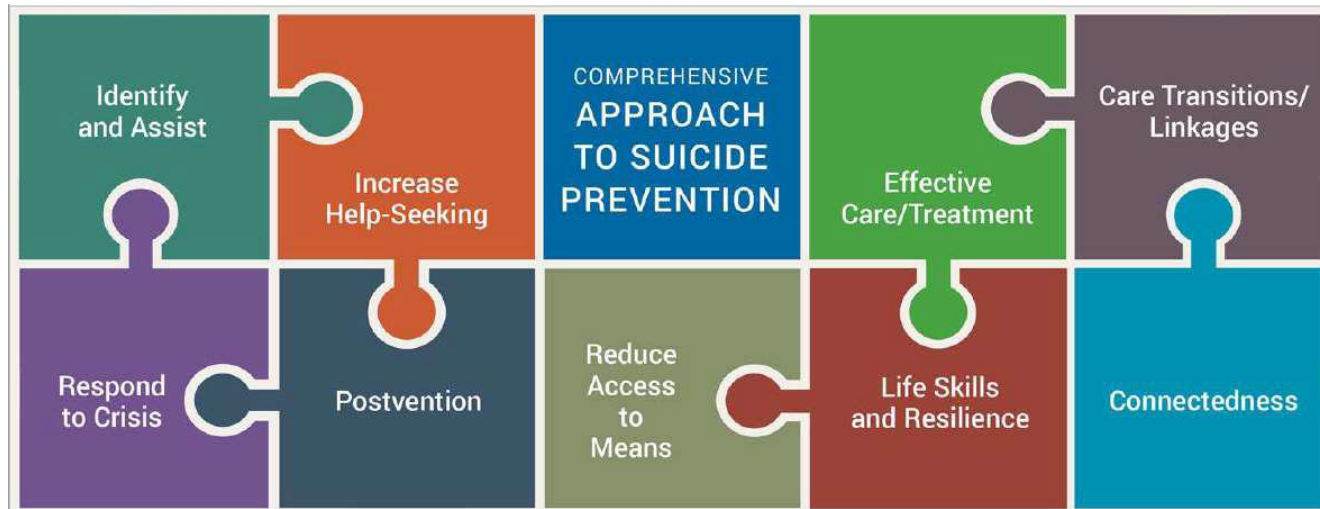 Identify
and Assist
Increase
Help-Seeking
COMPREHENSIVE
APPROACH
TO SUICIDE
PREVENTION
Effective
Care/Treatment
Care Transitions/
Linkages
Respond
to Crisis
Postvention
Reduce
Access
to
Means
Life Skills
and Resilience
Connectedness